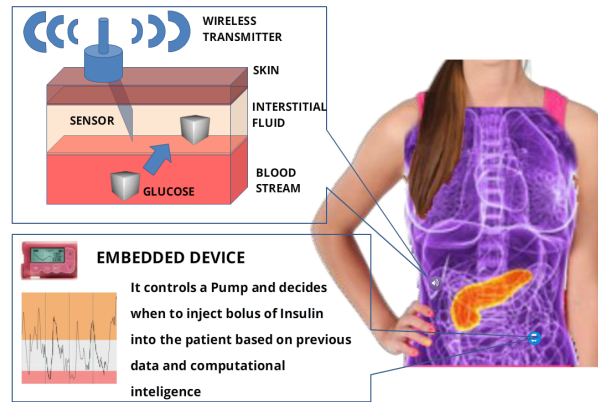 WIRELESS
TRANSMITTER
SKIN
SENSOR
INTERSTITIAL
FLUID
BLOOD
STREAM
GLUCOSE
EMBEDDED DEVICE
It controls a Pump and decides
when to inject bolus of Insulin
into the patient based on previous
data and computational
inteligence